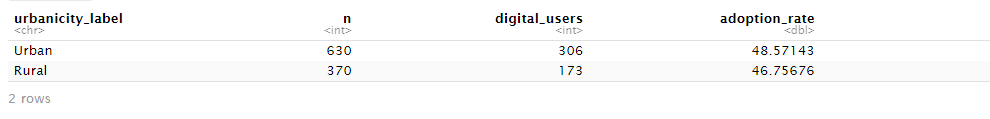 urbanicity_label n digital_users adoption_rate
<chr> <int> <int> <dbl>
Urban 630 306 48.57143
Rural 370 173 46.75676
2 rows